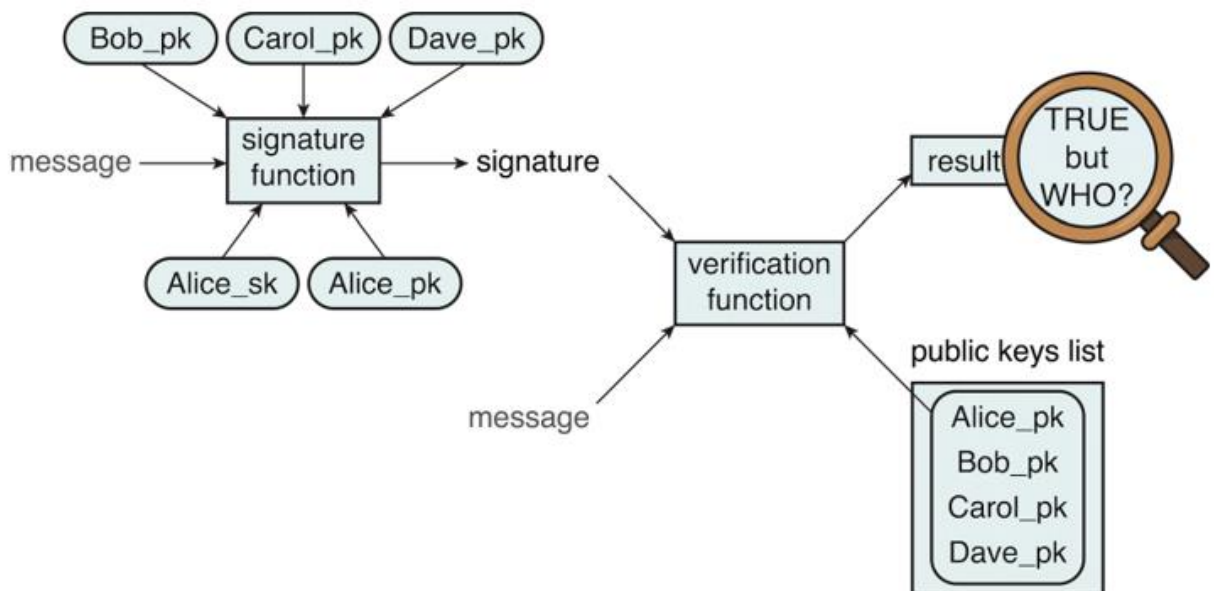 Bob_pk
Carol_pk
Dave_pk
message
signature
function
signature
Alice_sk
Alice_pk
result
TRUE
but
WHO?
verification
function
message
public keys list
Alice_pk
Bob_pk
Carol_pk
Dave_pk